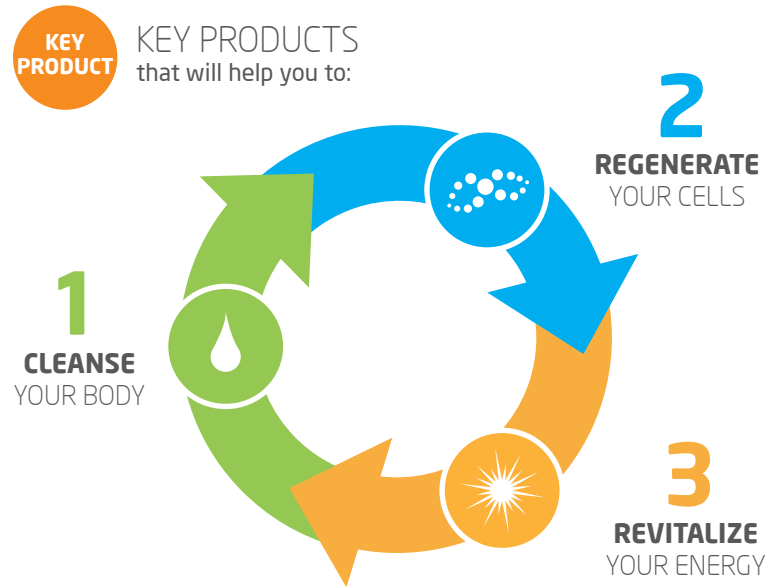 KEY
PRODUCT
KEY PRODUCTS
that will help you to:
1
CLEANSE
YOUR BODY
2
REGENERATE
YOUR CELLS
3
REVITALIZE
YOUR ENERGY